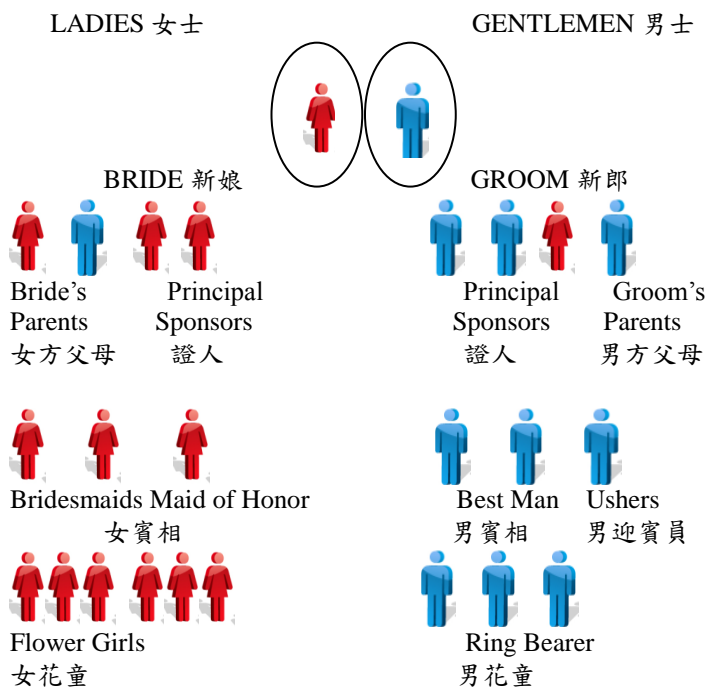 LADIES 女士 GENTLEMEN 男士
BRIDE 新娘 GROOM 新郎
Bride’s Principal Principal Groom’s
Parents Sponsors Sponsors Parents
女方父母 證人 證人 男方父母
Bridesmaids Maid of Honor Best Man Ushers
女賓相 男賓相 男迎賓員
Flower Girls Ring Bearer
女花童 男花童